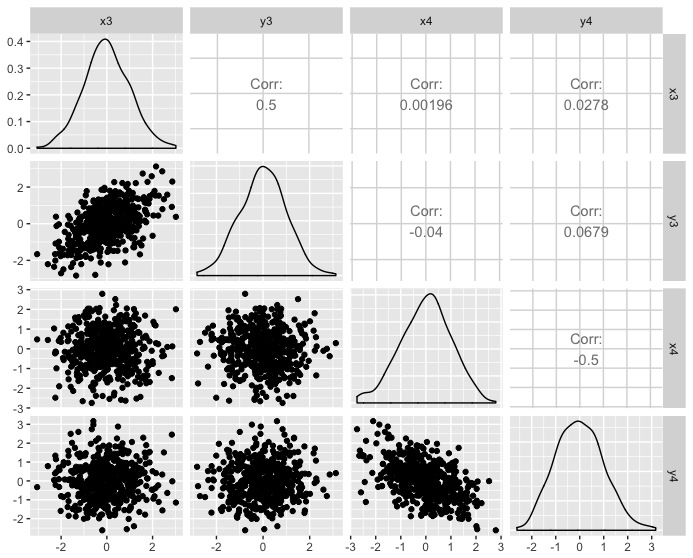 x3 y3 x4 y4
0.4
0.3
0.2
0.1
0.0
Corr:
0.5
Corr:
0.00196
Corr:
0.0278
x3
2
0
-2
Corr:
-0.04
Corr:
0.0679
y3
3
2
1
0
-1
-2
-3
Corr:
-0.5
x4
3
2
1
0
-1
-2
y4
-2 0 2
-2 0 2
-3 -2 -1 0 1 2 3
-2 -1 0 1 2 3